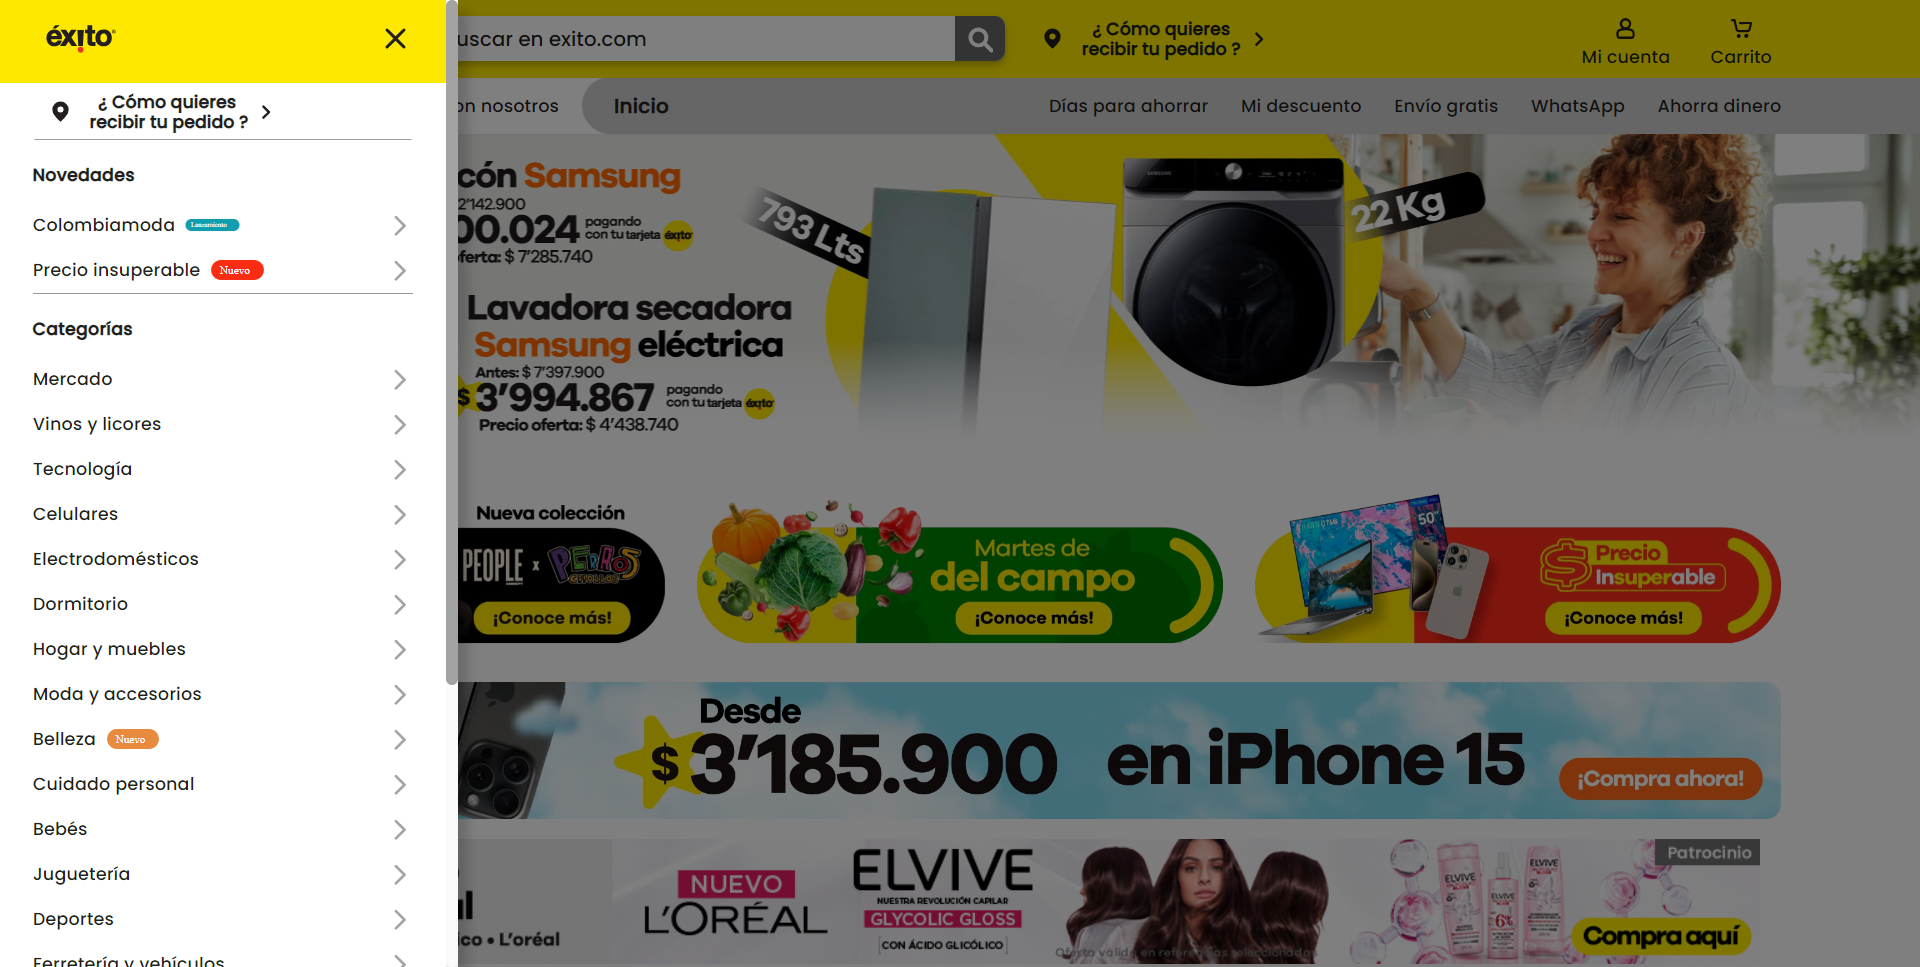 éxito
¿ Cómo quieres
recibir tu pedido ?
Novedades
Colombiamoda Lanzamiento
Precio insuperable Nuevo
Categorías
Mercado
Vinos y licores
Tecnología
Celulares
Electrodomésticos
Dormitorio
Hogar y muebles
Moda y accesorios
Belleza Nuevo
Cuidado personal
Bebés
Juguetería
Deportes
Ferretería y vehículos
uscar en exito.com
¿ Cómo quieres
recibir tu pedido ?
Mi cuenta
Carrito
on nosotros
Inicio
Días para ahorrar
Mi descuento
Envío gratis
WhatsApp
Ahorra dinero
cón Samsung
2'142.900
00.024 pagando
con tu tarjeta éxito
ferta: $ 7'285.740
793 Lts
SAMSUNG
22 Kg
Lavadora secadora
Samsung eléctrica
Antes: $ 7'397.900
$ 3'994.867 pagando
con tu tarjeta éxito
Precio oferta: $ 4'438.740
Nueva colección
PEOPLE x PERROS
CRIOLLOS
¡Conoce más!
Martes de
del campo
¡Conoce más!
50"
Precio
Insuperable
¡Conoce más!
Desde
$ 3'185.900 en iPhone 15
¡Compra ahora!
ico • L'oréal
NUEVO
L'ORÉAL
ELVIVE
NUESTRA REVOLUCIÓN CAPILAR
GLYCOLIC GLOSS
[CON ÁCIDO GLICÓLICO]
Oferta válida en referencias seleccionadas
ELVIVE
ELVIVE
6%
Patrocinio
Compra aquí